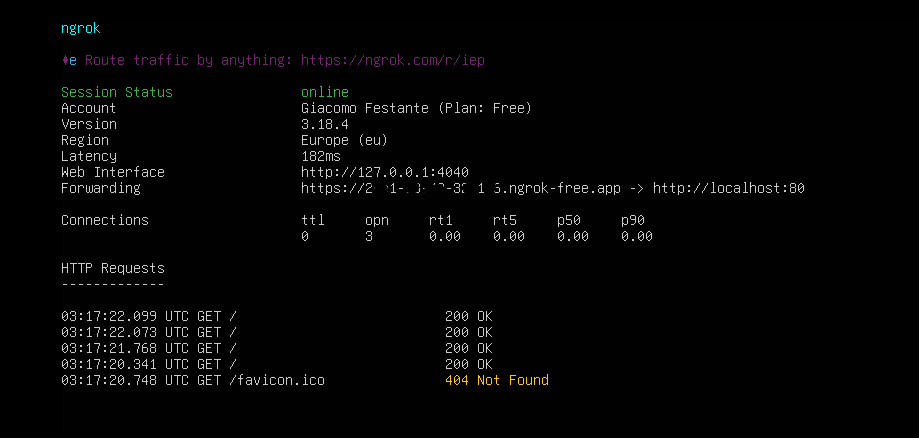 ngrok
Route traffic by anything: https://ngrok.com/r/iep
Session Status online
Account Giacomo Festante (Plan: Free)
Version 3.18.4
Region Europe (eu)
Latency 182ms
Web Interface http://127.0.0.1:4040
Forwarding -> http://localhost:80
Connections ttl opn rt1 rt5 p50 p90
0 3 0.00 0.00 0.00 0.00
HTTP Requests
-------------
03:17:22.099 UTC GET / 200 OK
03:17:22.073 UTC GET / 200 OK
03:17:21.768 UTC GET / 200 OK
03:17:20.341 UTC GET / 200 OK
03:17:20.748 UTC GET /favicon.ico 404 Not Found